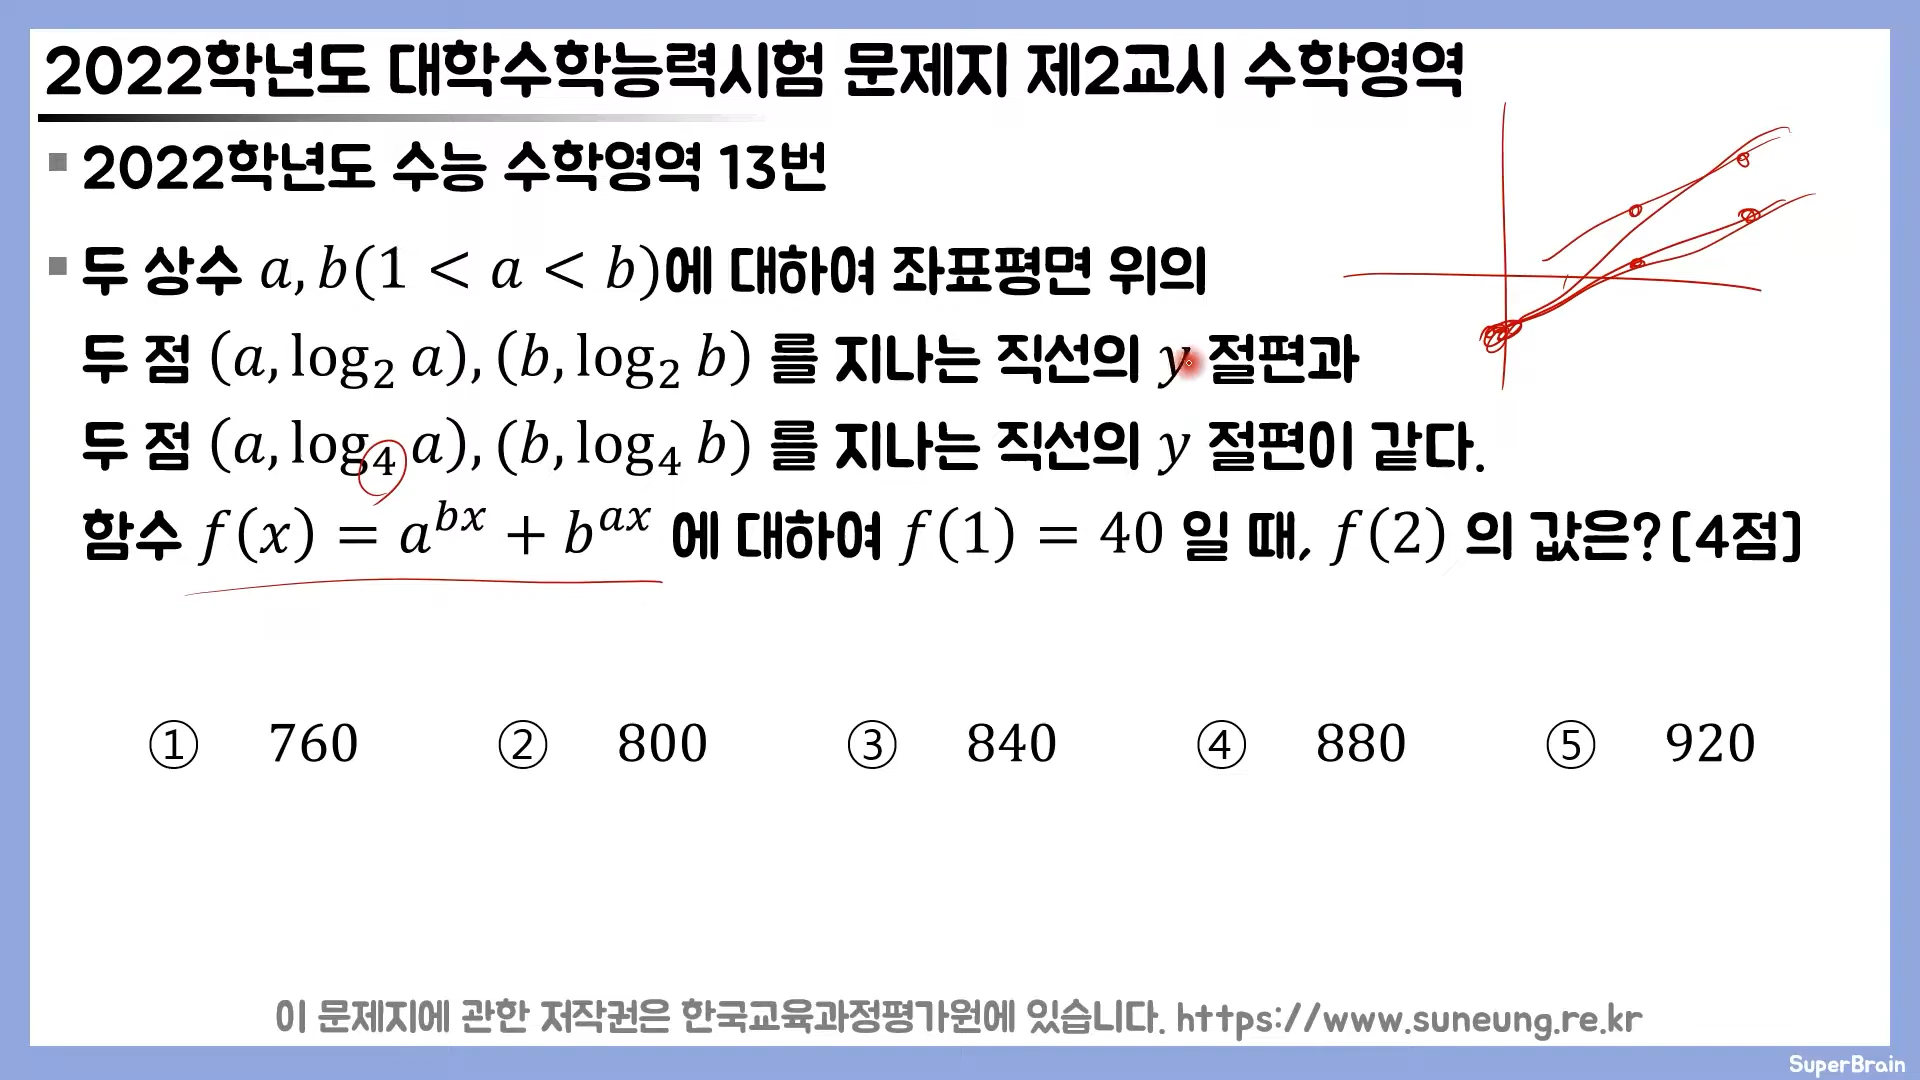 2022학년도 대학수학능력시험 문제지 제2교시 수학영역
▪ 2022학년도 수능 수학영역 13번
▪ 두 상수 a, b(1 < a < b)에 대하여 좌표평면 위의
두 점 (a, log₂ a), (b, log₂ b) 를 지나는 직선의 y 절편과
두 점 (a, log₄ a), (b, log₄ b) 를 지나는 직선의 y 절편이 같다.
함수 f(x) = a^{bx} + b^{ax} 에 대하여 f(1) = 40 일 때, f(2) 의 값은? [4점]
① 760 ② 800 ③ 840 ④ 880 ⑤ 920
이 문제지에 관한 저작권은 한국교육과정평가원에 있습니다. https://www.suneung.re.kr
SuperBrain